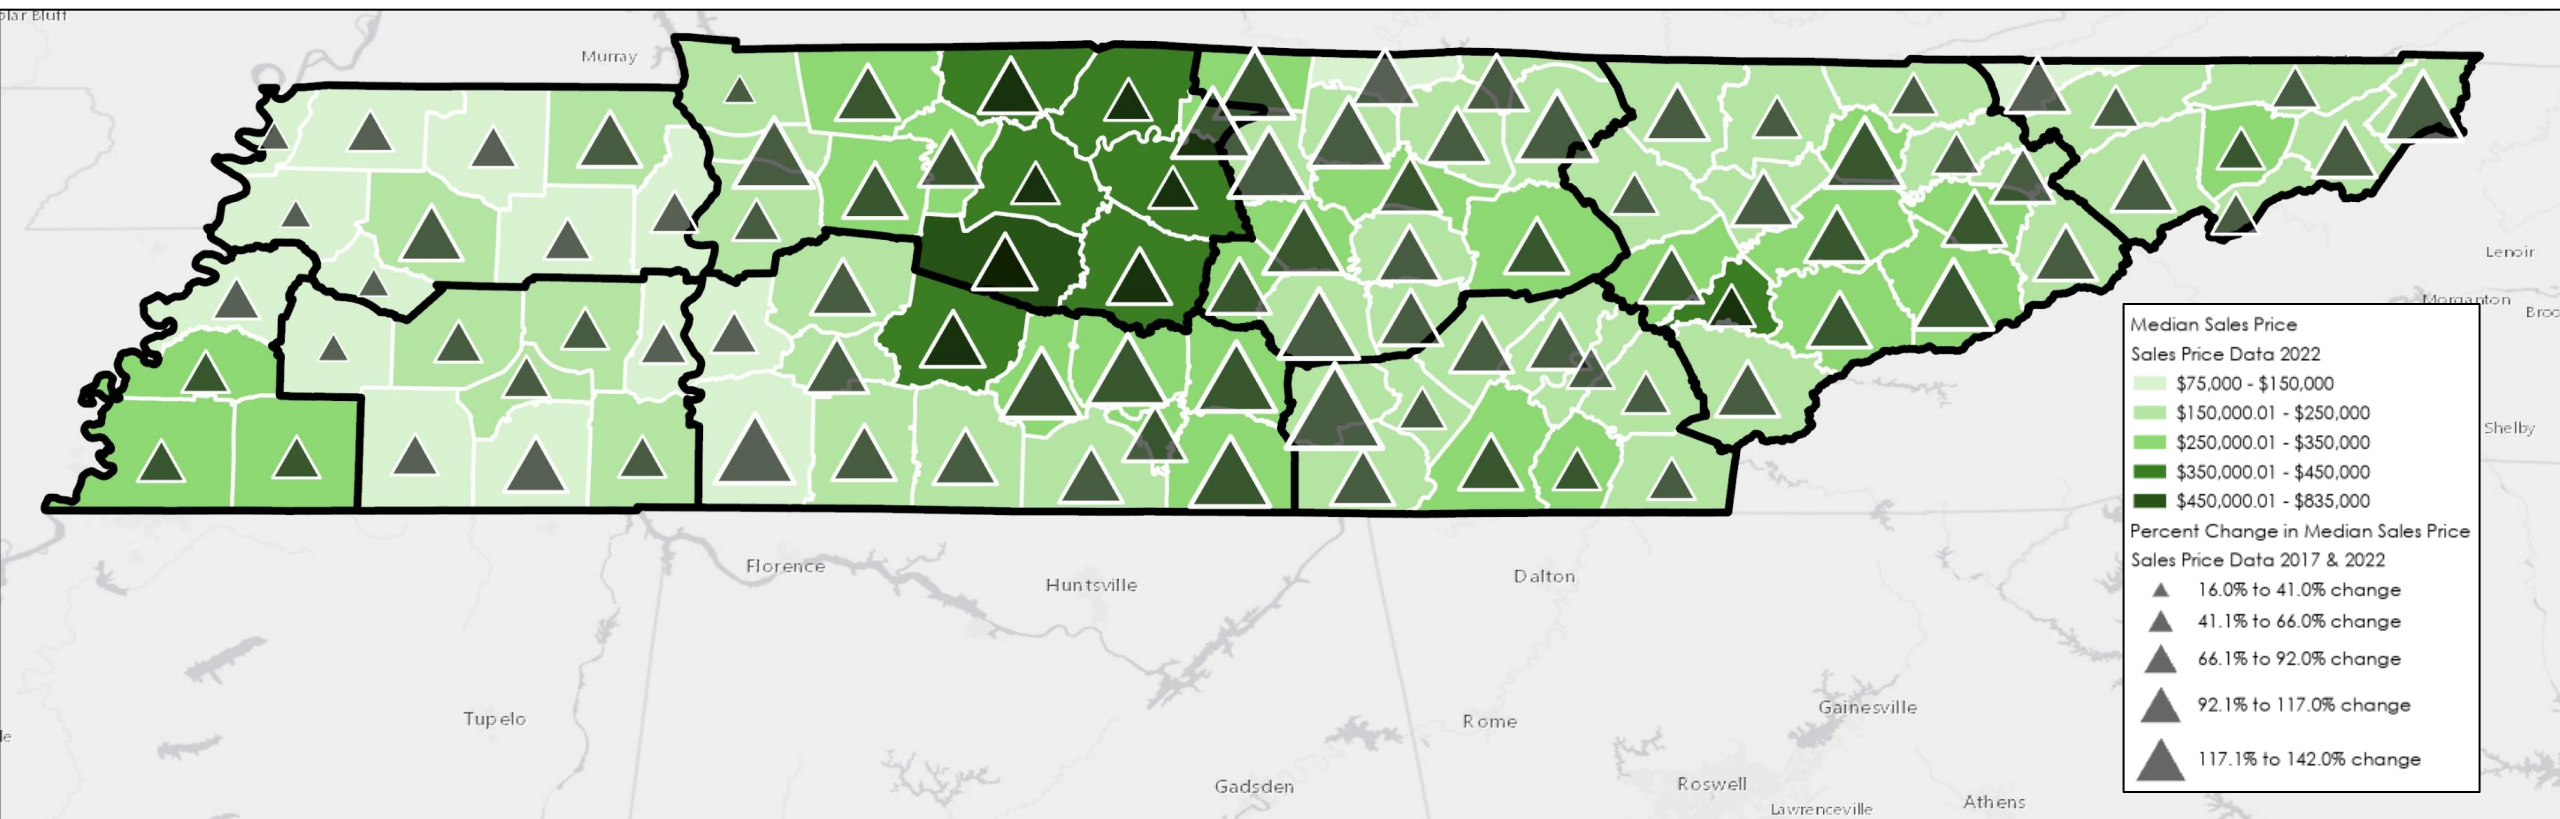 plar Bluff
Murray
Lenoir
Morganton
Broo
Median Sales Price
Sales Price Data 2022
$75,000 - $150,000
$150,000.01 - $250,000
$250,000.01 - $350,000
$350,000.01 - $450,000
$450,000.01 - $835,000
Percent Change in Median Sales Price
Sales Price Data 2017 & 2022
16.0% to 41.0% change
41.1% to 66.0% change
66.1% to 92.0% change
92.1% to 117.0% change
117.1% to 142.0% change
Shelby
Florence
Huntsville
Dalton
Tupelo
Rome
Gainesville
le
Gadsden
Roswell
Lawrenceville
Athens